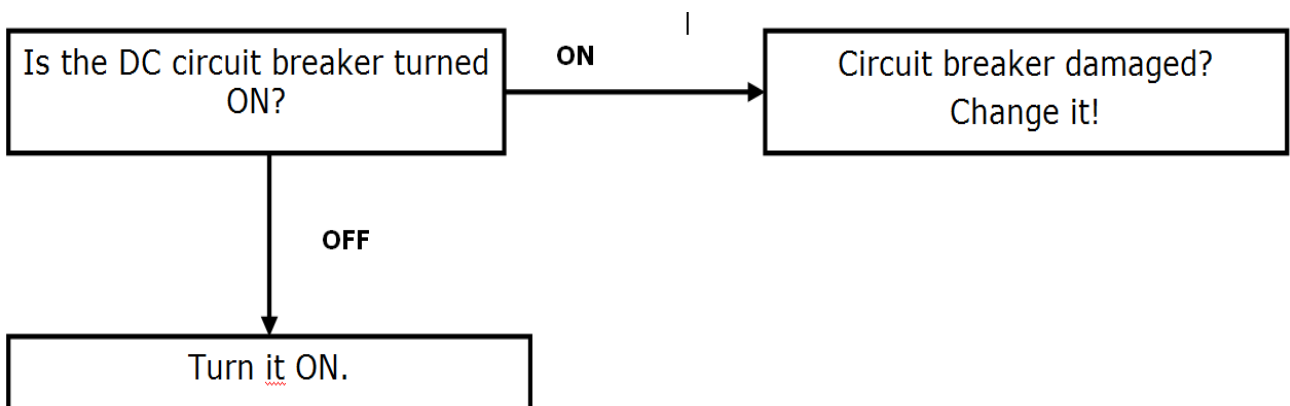 Is the DC circuit breaker turned
ON?
ON
Circuit breaker damaged?
Change it!
OFF
Turn it ON.